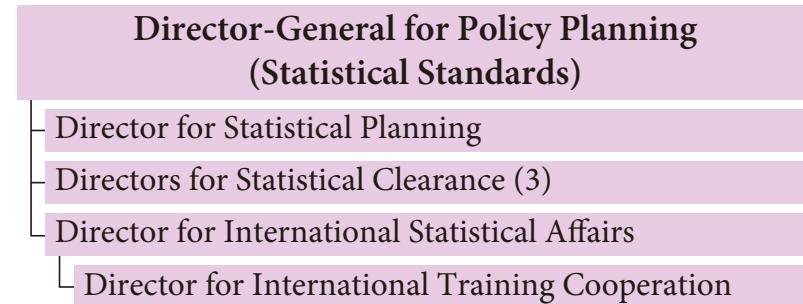 Director-General for Policy Planning
(Statistical Standards)
Director for Statistical Planning
Directors for Statistical Clearance (3)
Director for International Statistical Affairs
Director for International Training Cooperation